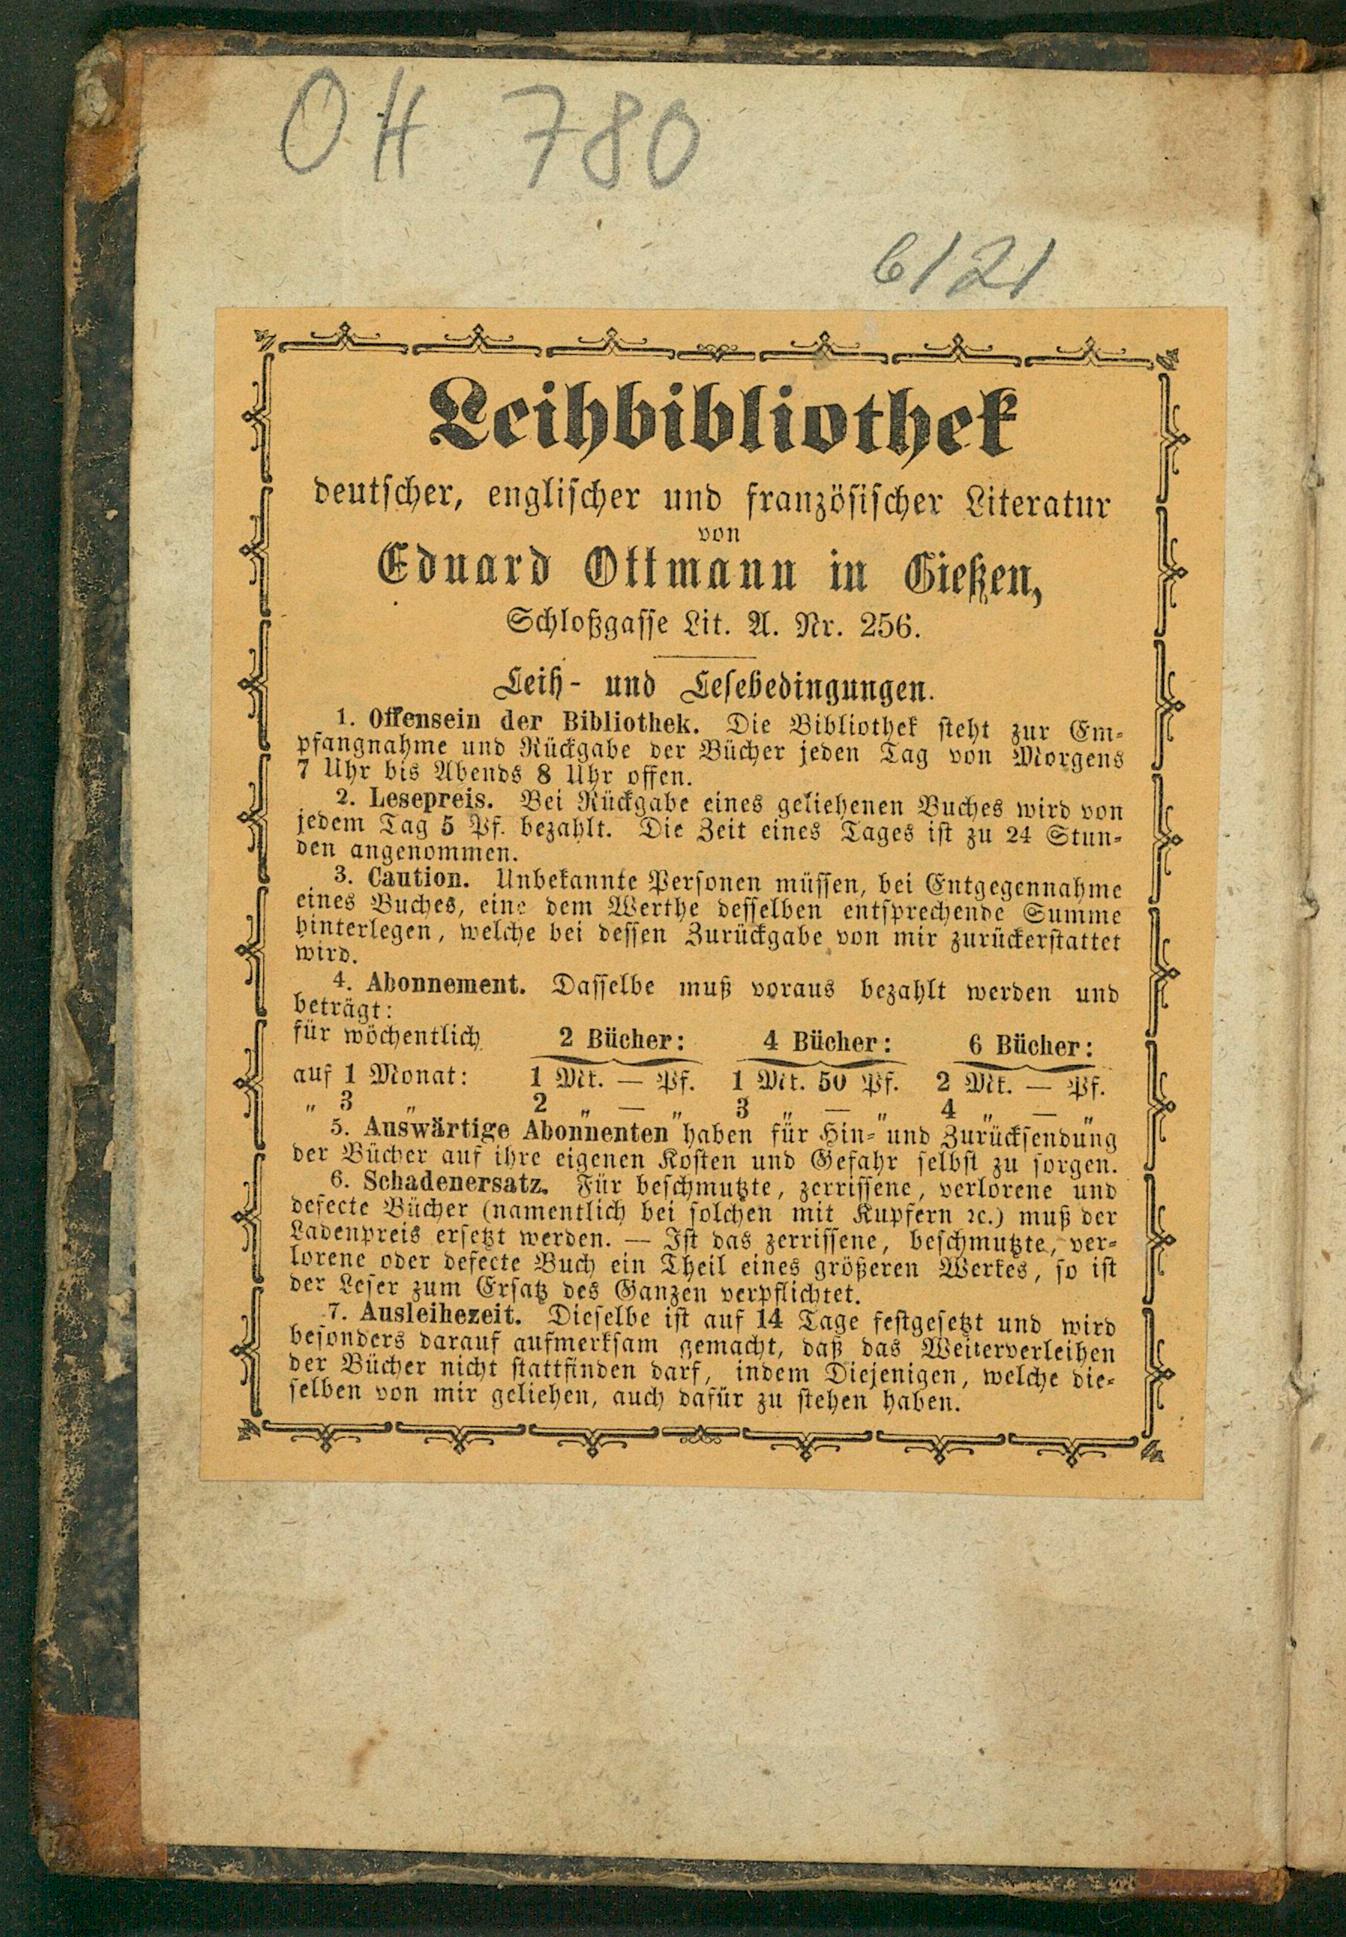 OH 780
6121
Leihbibliothek
deutscher, englischer und französischer Literatur
von
Eduard Ottmann in Gießen,
Schloßgasse Lit. A. Nr. 256.
Leih- und Lesebedingungen.
1. Offensein der Bibliothek. Die Bibliothek steht zur Em-
pfangnahme und Rückgabe der Bücher jeden Tag von Morgens
7 Uhr bis Abends 8 Uhr offen.
2. Lesepreis. Bei Rückgabe eines geliehenen Buches wird von
jedem Tag 5 Pf. bezahlt. Die Zeit eines Tages ist zu 24 Stun-
den angenommen.
3. Caution. Unbekannte Personen müssen, bei Entgegennahme
eines Buches, eine dem Werthe desselben entsprechende Summe
hinterlegen, welche bei dessen Zurückgabe von mir zurückerstattet
wird.
4. Abonnement. Dasselbe muß voraus bezahlt werden und
beträgt:
für wöchentlich 2 Bücher: 4 Bücher: 6 Bücher:
auf 1 Monat: 1 Mk. — Pf. 1 Mk. 50 Pf. 2 Mk. — Pf.
„ 3 „ 2 „ — „ 3 „ — „ 4 „ — „
5. Auswärtige Abonnenten haben für Hin- und Zurücksendung
der Bücher auf ihre eigenen Kosten und Gefahr selbst zu sorgen.
6. Schadenersatz. Für beschmutzte, zerrissene, verlorene und
defecte Bücher (namentlich bei solchen mit Kupfern ꝛc.) muß der
Ladenpreis ersetzt werden. — Ist das zerrissene, beschmutzte, ver-
lorene oder defecte Buch ein Theil eines größeren Werkes, so ist
der Leser zum Ersatz des Ganzen verpflichtet.
7. Ausleihezeit. Dieselbe ist auf 14 Tage festgesetzt und wird
besonders darauf aufmerksam gemacht, daß das Weiterverleihen
der Bücher nicht stattfinden darf, indem Diejenigen, welche die-
selben von mir geliehen, auch dafür zu stehen haben.